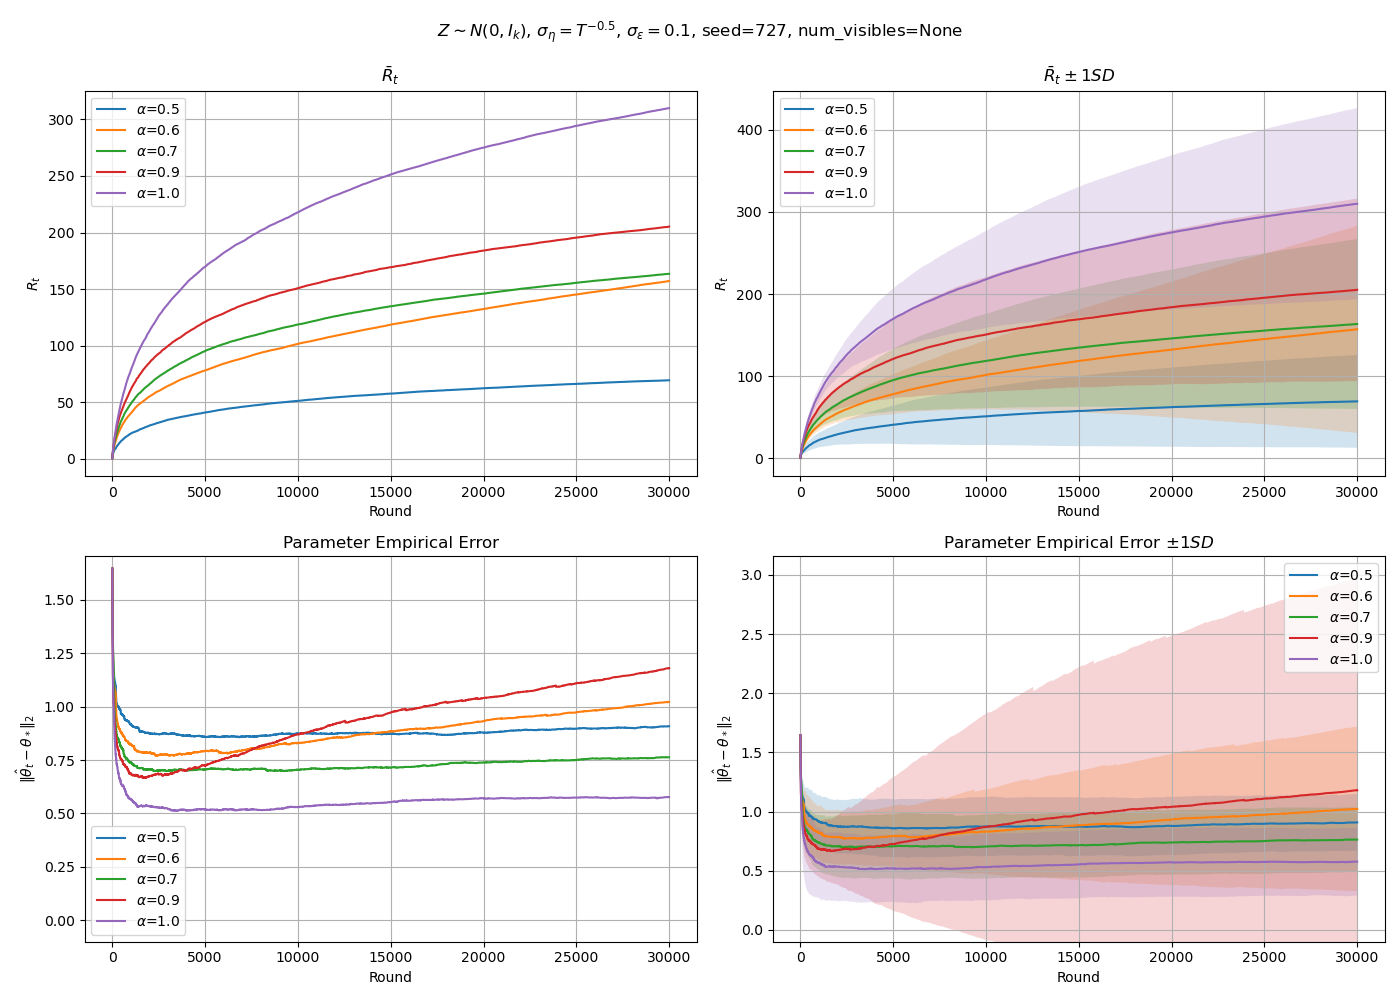 Z ∼ N(0, I_k), σ_η = T^{−0.5}, σ_ε = 0.1, seed=727, num_visibles=None
R̄_t
R_t
300
250
200
150
100
50
0
α=0.5
α=0.6
α=0.7
α=0.9
α=1.0
0 5000 10000 15000 20000 25000 30000
Round
R̄_t ± 1SD
R_t
400
300
200
100
0
α=0.5
α=0.6
α=0.7
α=0.9
α=1.0
0 5000 10000 15000 20000 25000 30000
Round
Parameter Empirical Error
‖θ̂_t − θ_*‖_2
1.50
1.25
1.00
0.75
0.50
0.25
0.00
α=0.5
α=0.6
α=0.7
α=0.9
α=1.0
0 5000 10000 15000 20000 25000 30000
Round
Parameter Empirical Error ±1SD
‖θ̂_t − θ_*‖_2
3.0
2.5
2.0
1.5
1.0
0.5
0.0
α=0.5
α=0.6
α=0.7
α=0.9
α=1.0
0 5000 10000 15000 20000 25000 30000
Round